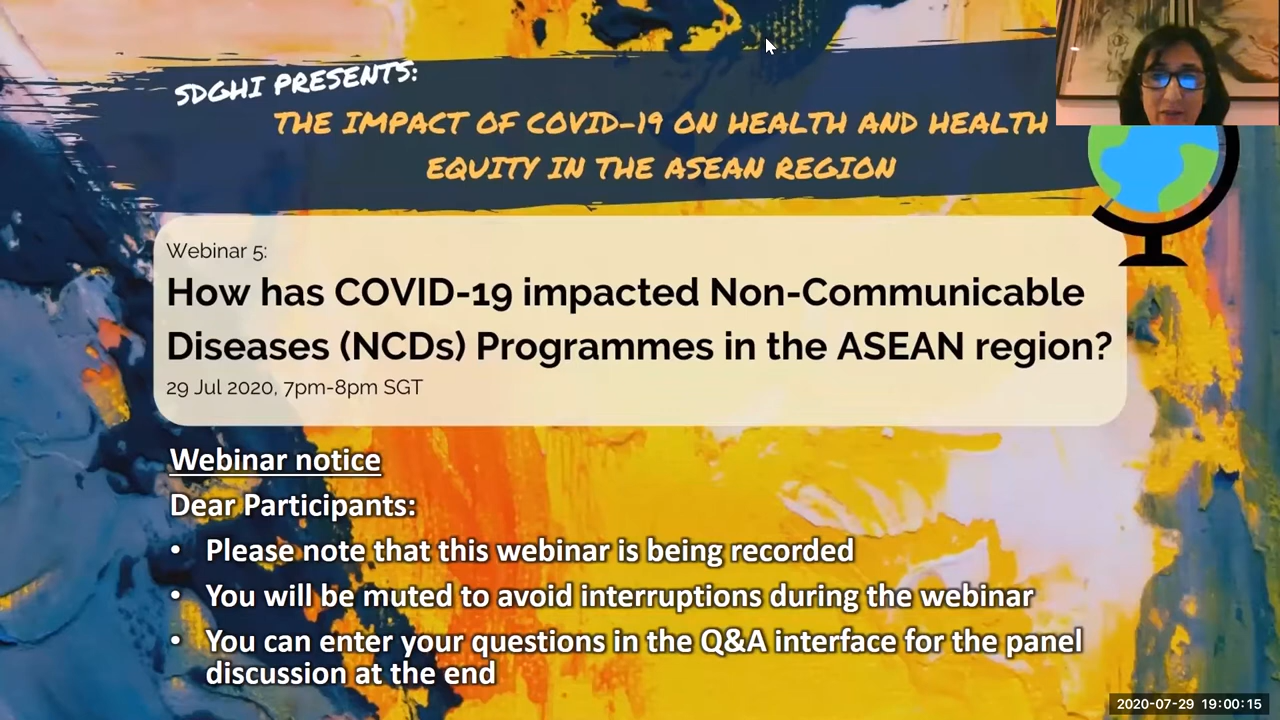 SDGHI PRESENTS:
THE IMPACT OF COVID-19 ON HEALTH AND HEALTH
EQUITY IN THE ASEAN REGION
Webinar 5:
How has COVID-19 impacted Non-Communicable
Diseases (NCDs) Programmes in the ASEAN region?
29 Jul 2020, 7pm-8pm SGT
Webinar notice
Dear Participants:
• Please note that this webinar is being recorded
• You will be muted to avoid interruptions during the webinar
• You can enter your questions in the Q&A interface for the panel
discussion at the end
2020-07-29 19:00:15